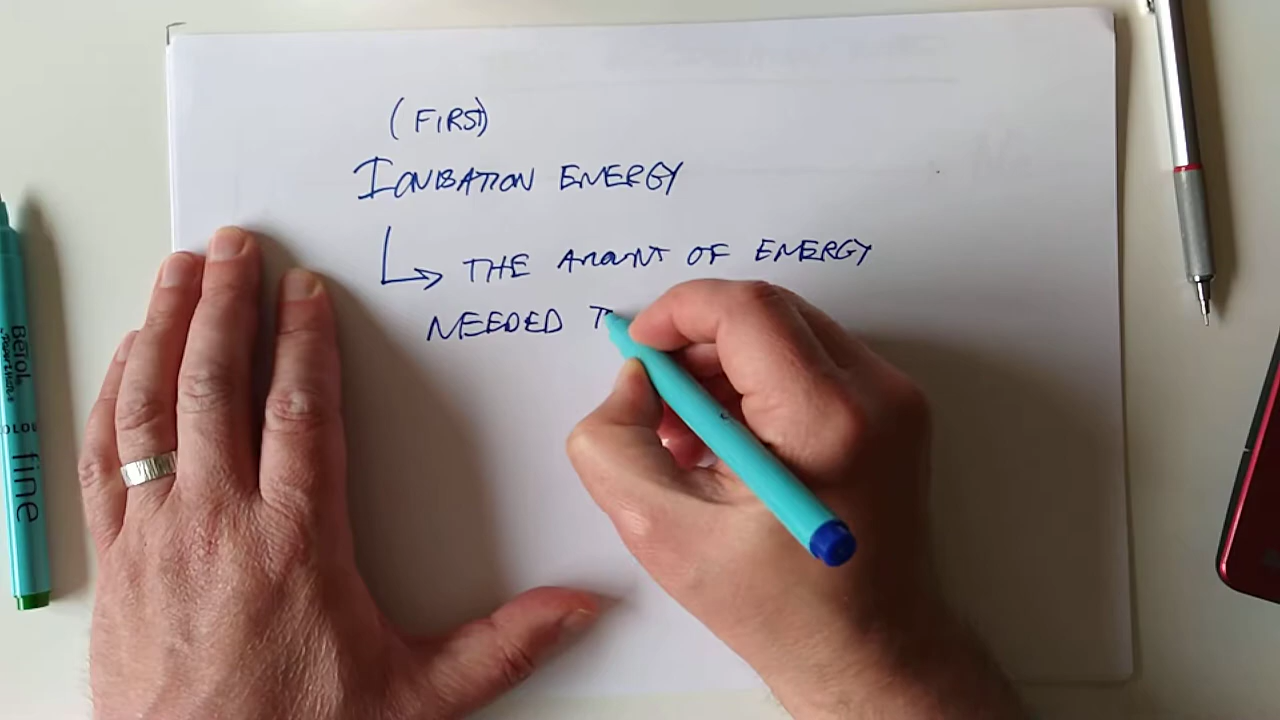 (FIRST)
IONISATION ENERGY
THE AMOUNT OF ENERGY
NEEDED T
BEROL
fine